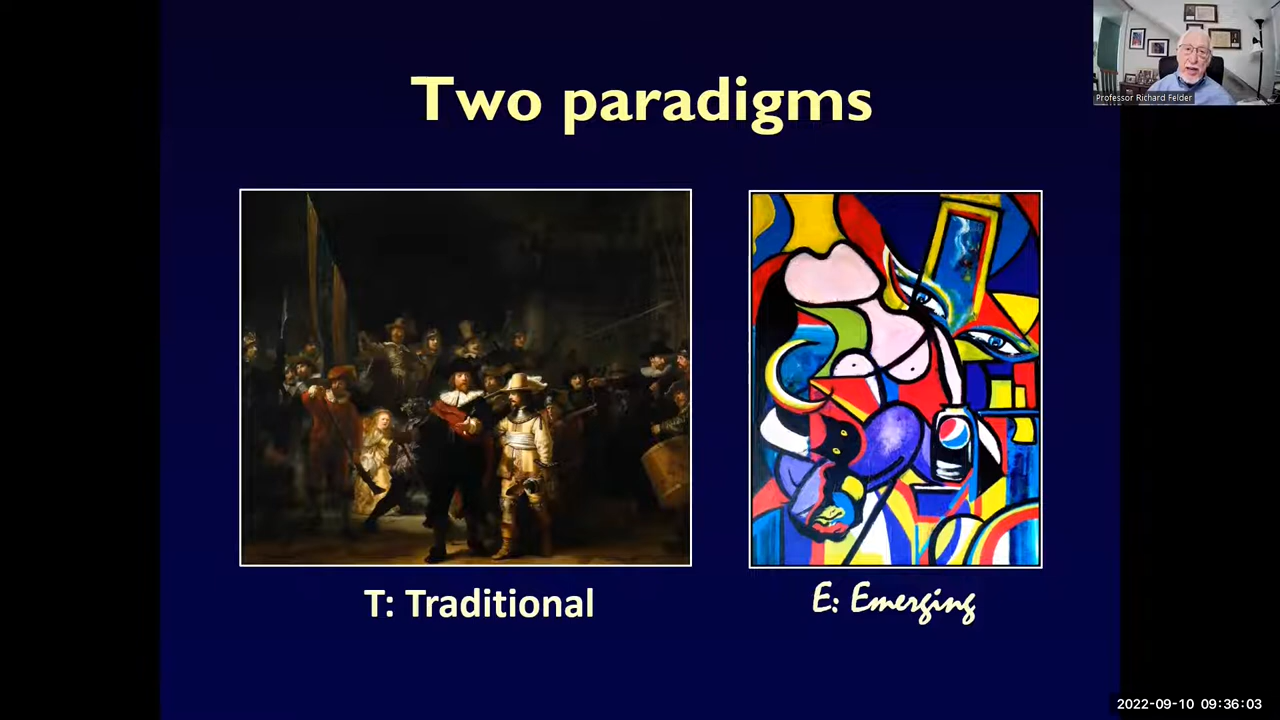 Two paradigms
Professor Richard Felder
T: Traditional
E: Emerging
2022-09-10 09:36:03